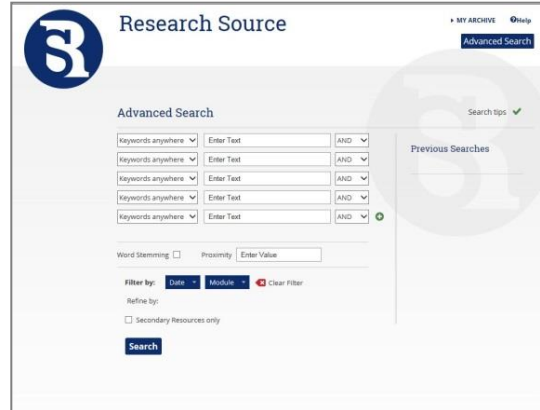 SR
Research Source
MY ARCHIVE Help
Advanced Search
Advanced Search
Search tips
Keywords anywhere Enter Text AND
Keywords anywhere Enter Text AND
Keywords anywhere Enter Text AND
Keywords anywhere Enter Text AND
Keywords anywhere Enter Text AND
Previous Searches
Word Stemming Proximity Enter Value
Filter by: Date Module Clear Filter
Refine by:
Secondary Resources only
Search